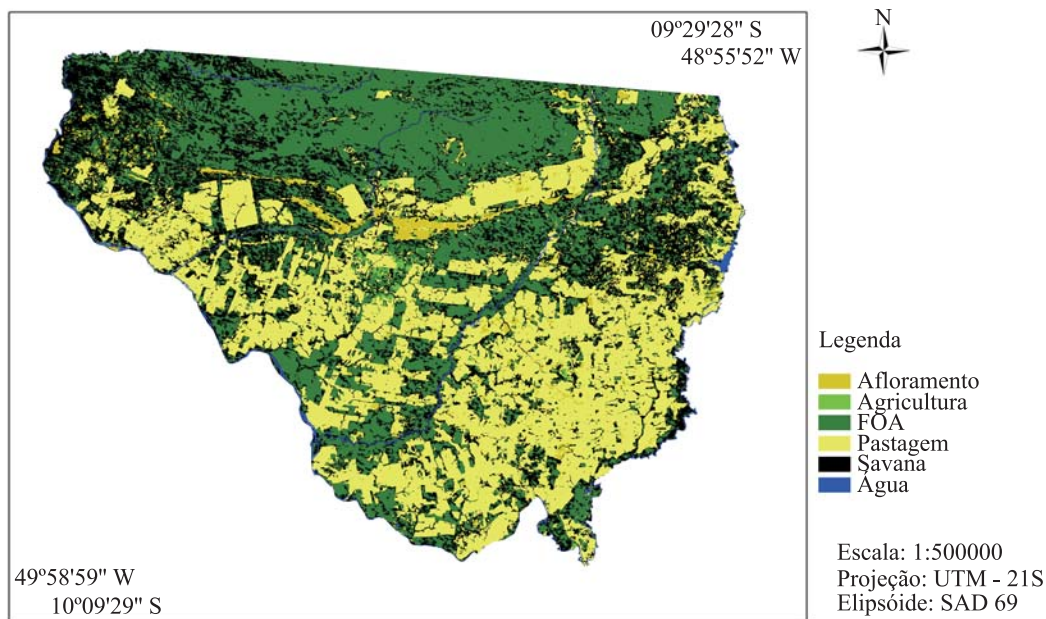 09º29'28" S
48º55'52" W
N
Legenda
Afloramento
Agricultura
FOA
Pastagem
Savana
Água
49º58'59" W
10º09'29" S
Escala: 1:500000
Projeção: UTM - 21S
Elipsóide: SAD 69